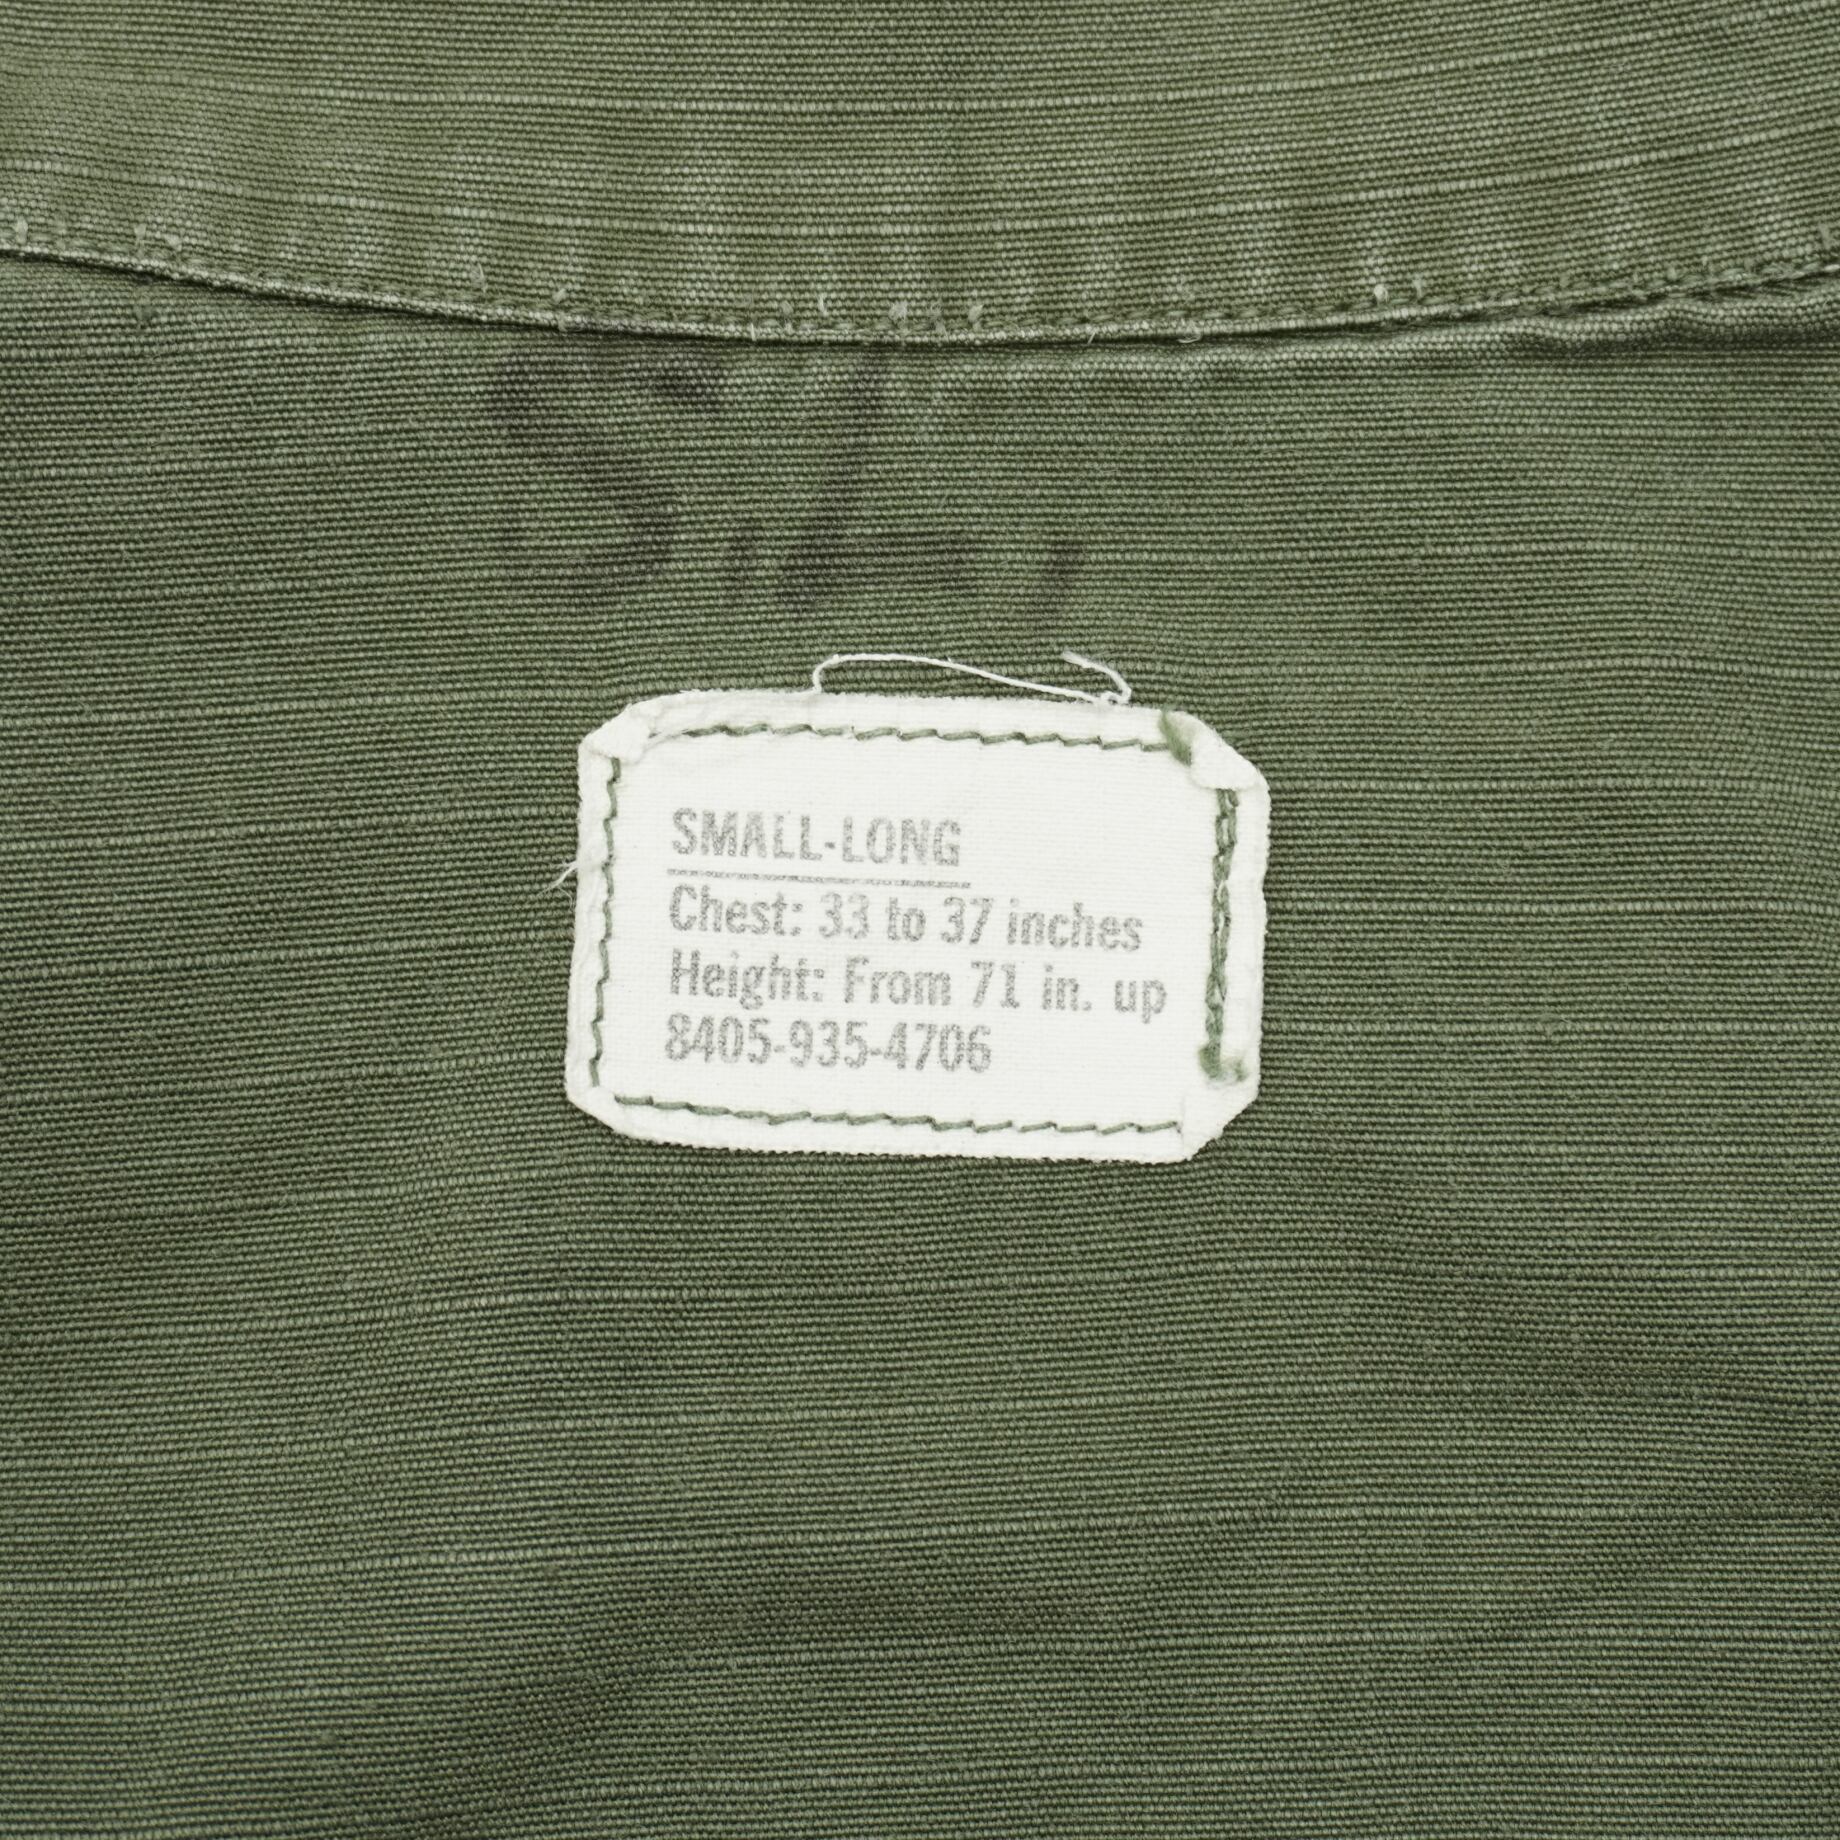 S.L.
SMALL-LONG
Chest: 33 to 37 inches
Height: From 71 in. up
8405-935-4706